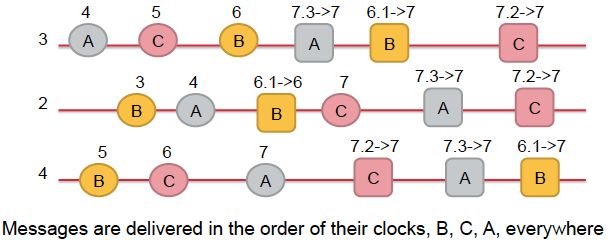 4 5 6 7.3->7 6.1->7 7.2->7
3 A C B A B C
3 4 6.1->6 7 7.3->7 7.2->7
2 B A B C A C
5 6 7 7.2->7 7.3->7 6.1->7
4 B C A C A B
Messages are delivered in the order of their clocks, B, C, A, everywhere